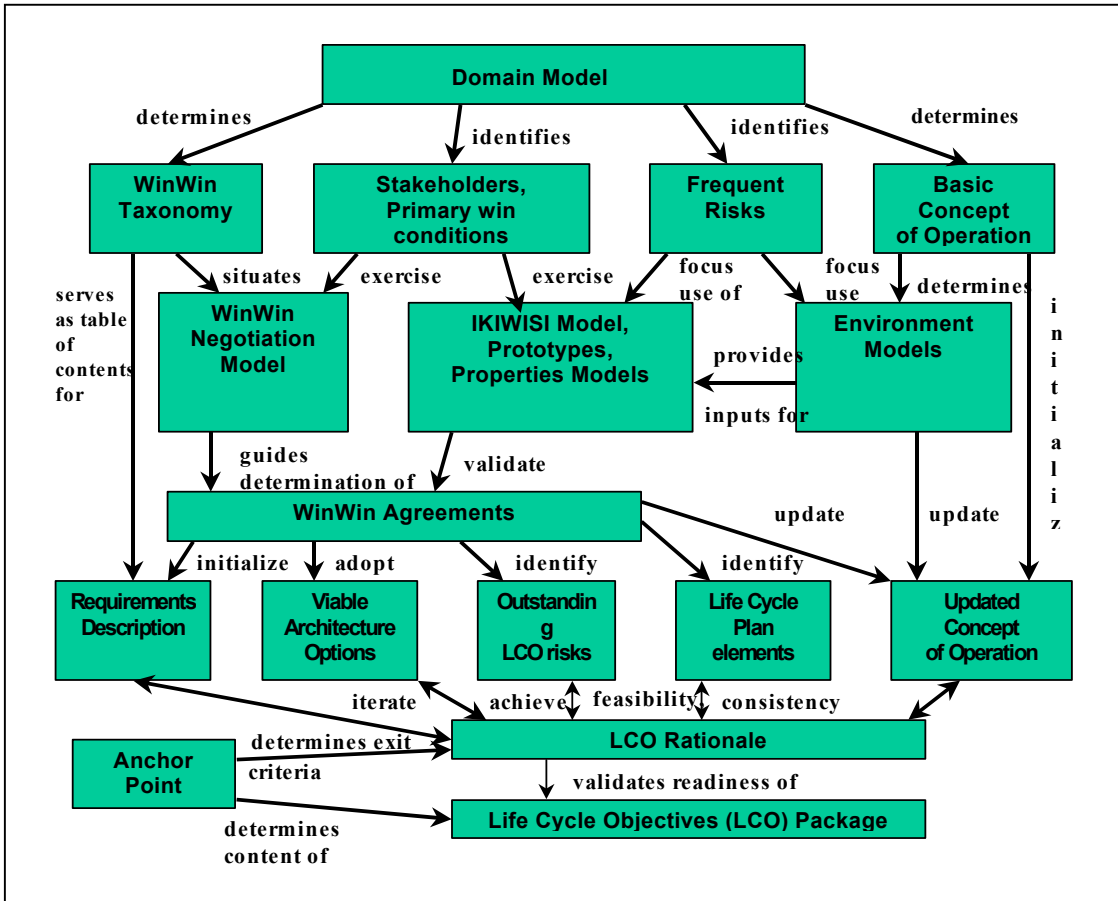 Domain Model
determines
identifies
identifies
determines
WinWin
Taxonomy
Stakeholders,
Primary win
conditions
Frequent
Risks
Basic
Concept
of Operation
serves
as table
of
contents
for
situates
exercise
exercise
focus
use of
focus
use
determines
initializ
WinWin
Negotiation
Model
IKIWISI Model,
Prototypes,
Properties Models
provides
inputs for
Environment
Models
guides
determination of
validate
WinWin Agreements
update
update
initialize
adopt
identify
identify
Requirements
Description
Viable
Architecture
Options
Outstandin
g
LCO risks
Life Cycle
Plan
elements
Updated
Concept
of Operation
iterate
achieve
feasibility,
consistency
determines exit
criteria
LCO Rationale
Anchor
Point
validates readiness of
determines
content of
Life Cycle Objectives (LCO) Package